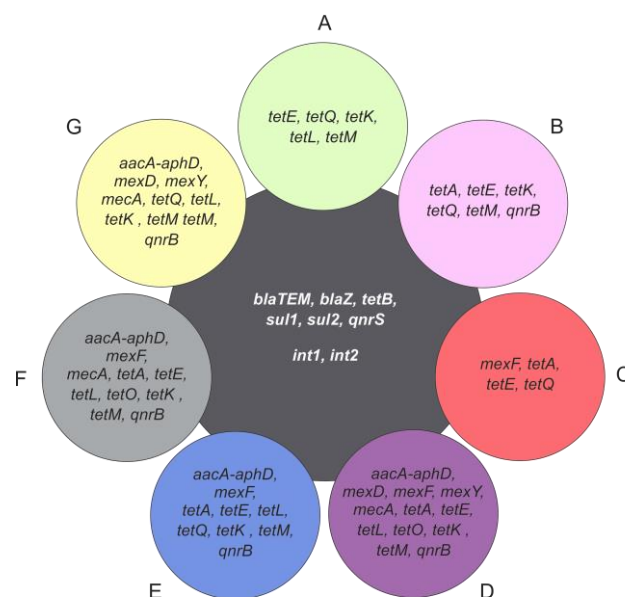 A
tetE, tetQ, tetK,
tetL, tetM
B
tetA, tetE, tetK,
tetQ, tetM, qnrB
C
mexF, tetA,
tetE, tetQ
D
aacA-aphD,
mexD, mexF, mexY,
mecA, tetA, tetE,
tetL, tetO, tetK ,
tetM, qnrB
E
aacA-aphD,
mexF,
tetA, tetE, tetL,
tetQ, tetK , tetM,
qnrB
F
aacA-aphD,
mexF,
mecA, tetA, tetE,
tetL, tetO, tetK ,
tetM, qnrB
G
aacA-aphD,
mexD, mexY,
mecA, tetQ, tetL,
tetK , tetM tetM,
qnrB
blaTEM, blaZ, tetB,
sul1, sul2, qnrS
int1, int2